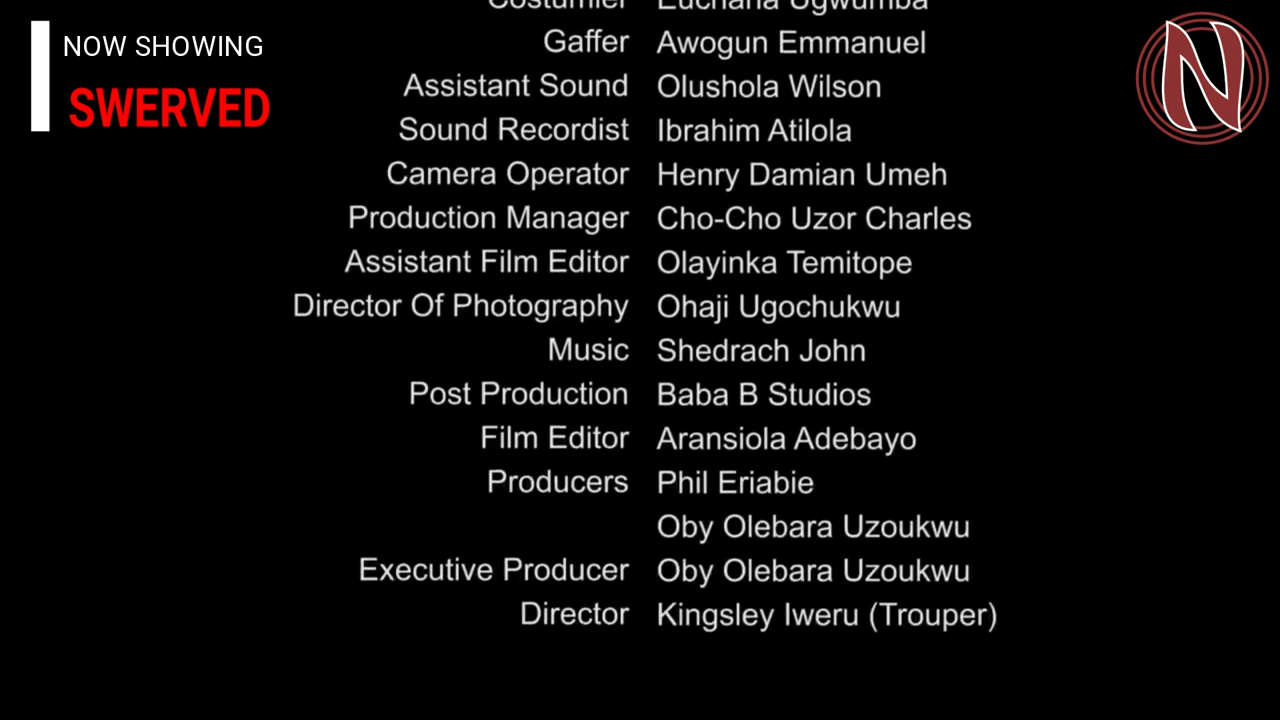 NOW SHOWING
SWERVED
N
Costumier Euchaha Ugwumba
Gaffer Awogun Emmanuel
Assistant Sound Olushola Wilson
Sound Recordist Ibrahim Atilola
Camera Operator Henry Damian Umeh
Production Manager Cho-Cho Uzor Charles
Assistant Film Editor Olayinka Temitope
Director Of Photography Ohaji Ugochukwu
Music Shedrach John
Post Production Baba B Studios
Film Editor Aransiola Adebayo
Producers Phil Eriabie
Oby Olebara Uzoukwu
Executive Producer Oby Olebara Uzoukwu
Director Kingsley Iweru (Trouper)